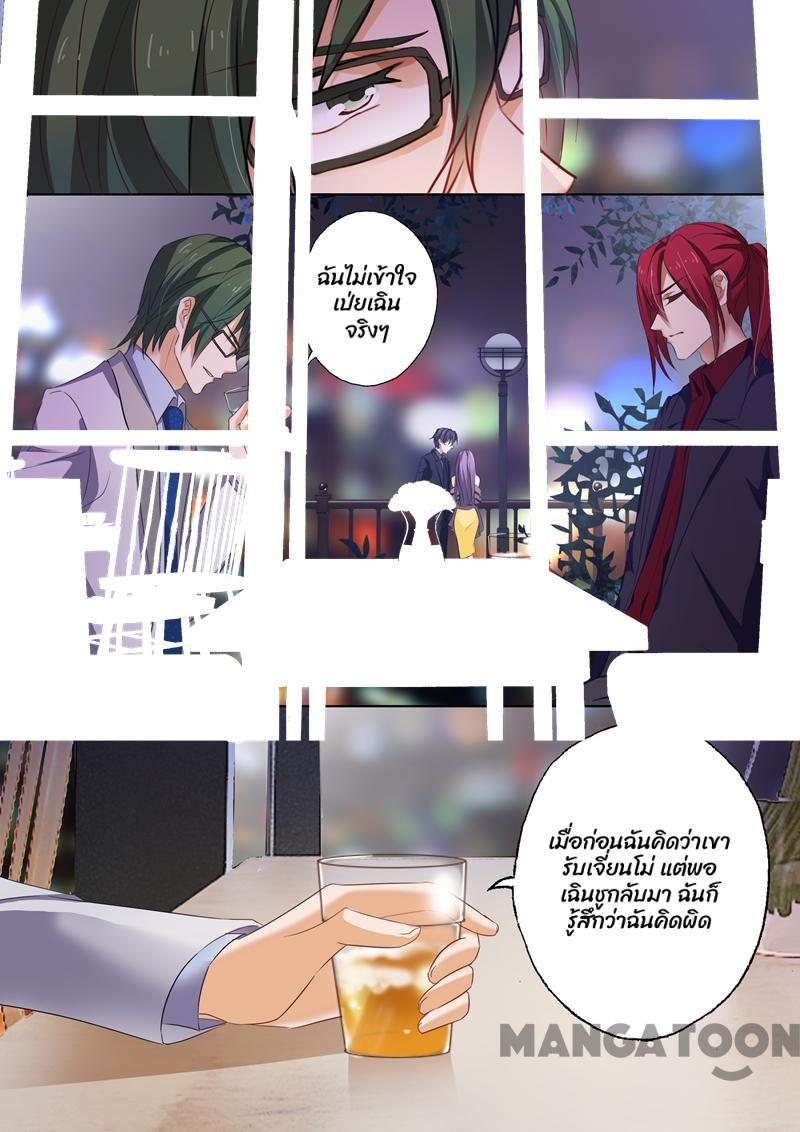 ฉันไม่เข้าใจ
เป่ยเฉิน
จริงๆ
เมื่อก่อนฉันคิดว่าเขา
รับเจี่ยนโม่ แต่พอ
เฉินชูกลับมา ฉันก็
รู้สึกว่าฉันคิดผิด
MANGATOON